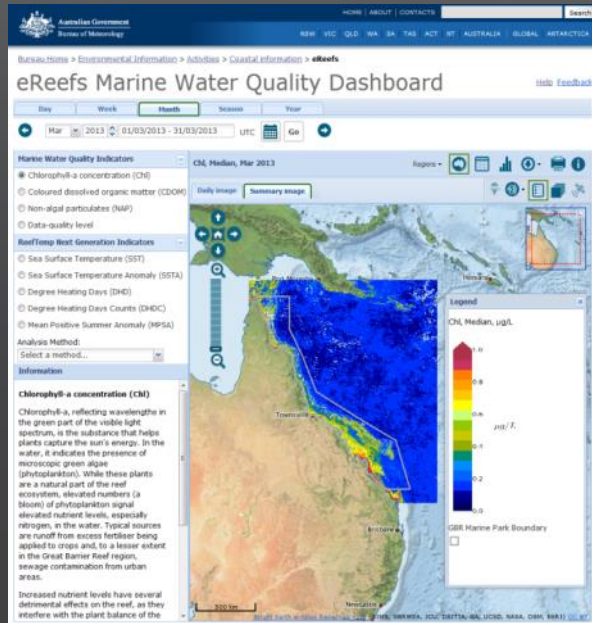 HOME | ABOUT | CONTACTS
Search
Australian Government
Bureau of Meteorology
NSW VIC QLD WA SA TAS ACT NT AUSTRALIA GLOBAL ANTARCTICA
Bureau Home > Environmental Information > Activities > Coastal information > eReefs
eReefs Marine Water Quality Dashboard
Help Feedback
Day Week Month Season Year
Mar 2013 01/03/2013 - 31/03/2013 UTC Go
Marine Water Quality Indicators
Chlorophyll-a concentration (Chl)
Coloured dissolved organic matter (CDOM)
Non-algal particulates (NAP)
Data-quality level
ReefTemp Next Generation Indicators
Sea Surface Temperature (SST)
Sea Surface Temperature Anomaly (SSTA)
Degree Heating Days (DHD)
Degree Heating Days Counts (DHDC)
Mean Positive Summer Anomaly (MPSA)
Analysis Method:
Select a method...
Information
Chlorophyll-a concentration (Chl)
Chlorophyll-a, reflecting wavelengths in
the green part of the visible light
spectrum, is the substance that helps
plants capture the sun's energy. In the
water, it indicates the presence of
microscopic green algae
(phytoplankton). While these plants
are a natural part of the reef
ecosystem, elevated numbers (a
bloom) of phytoplankton signal
elevated nutrient levels, especially
nitrogen, in the water. Typical sources
are runoff from excess fertiliser being
applied to crops and, to a lesser extent
in the Great Barrier Reef region,
sewage contamination from urban
areas.
Increased nutrient levels have several
detrimental effects on the reef, as they
interfere with the plant balance of the
Chl, Median, Mar 2013
Regions
Daily image Summary image
Port Moresby
Honiara
Townsville
Brisbane
Newcastle
500 km
Legend
Chl, Median, µg/L
1.0
0.8
0.6
µg/L
0.4
0.2
0.0
GBR Marine Park Boundary